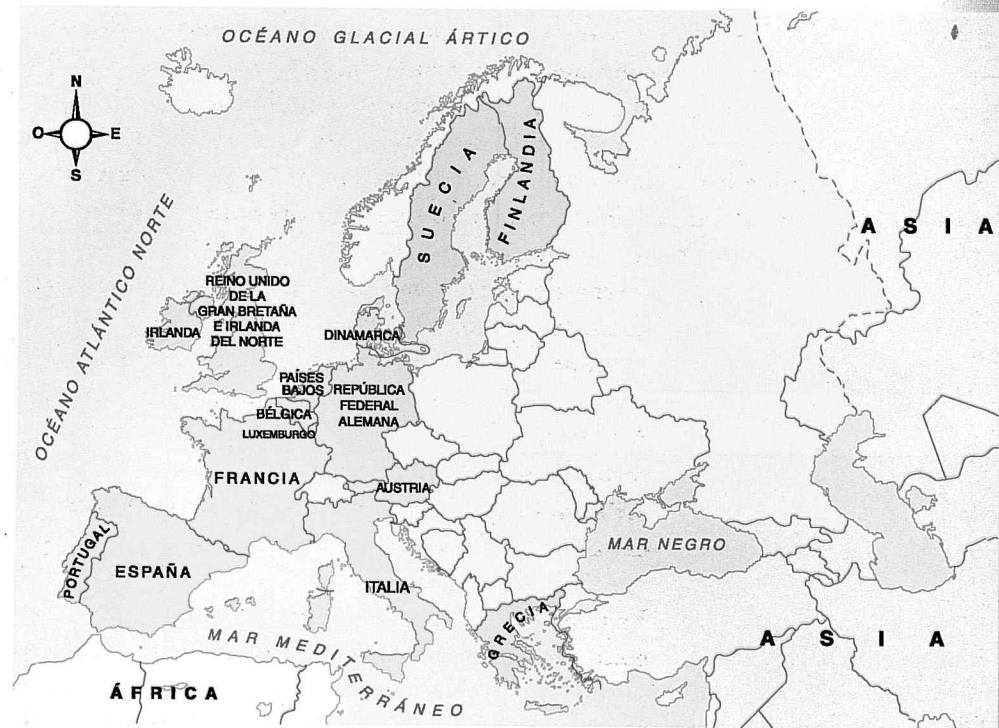 OCÉANO GLACIAL ÁRTICO
N
O
E
S
OCÉANO ATLÁNTICO NORTE
SUECIA
FINLANDIA
ASIA
REINO UNIDO
DE LA
GRAN BRETAÑA
E IRLANDA
DEL NORTE
IRLANDA
DINAMARCA
PAÍSES
BAJOS
REPÚBLICA
FEDERAL
ALEMANA
BÉLGICA
LUXEMBURGO
FRANCIA
AUSTRIA
PORTUGAL
ESPAÑA
ITALIA
MAR NEGRO
GRECIA
ASIA
MAR MEDITERRÁNEO
ÁFRICA